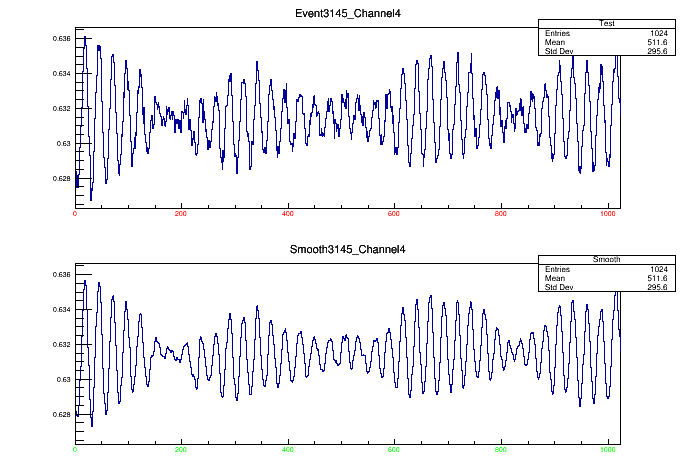 Event3145_Channel4
Test
Entries 1024
Mean 511.6
Std Dev 295.6
0.636
0.634
0.632
0.63
0.628
0 200 400 600 800 1000
Smooth3145_Channel4
Smooth
Entries 1024
Mean 511.6
Std Dev 295.6
0.636
0.634
0.632
0.63
0.628
0 200 400 600 800 1000